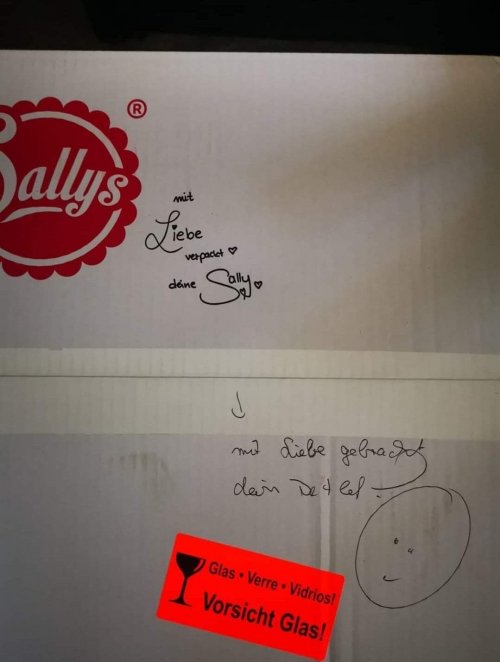 Sallys®
mit
Liebe
verpackt ♡
deine Sally ♡
↓
mit Liebe gebracht
dein Detlef
Glas • Verre • Vidrios!
Vorsicht Glas!